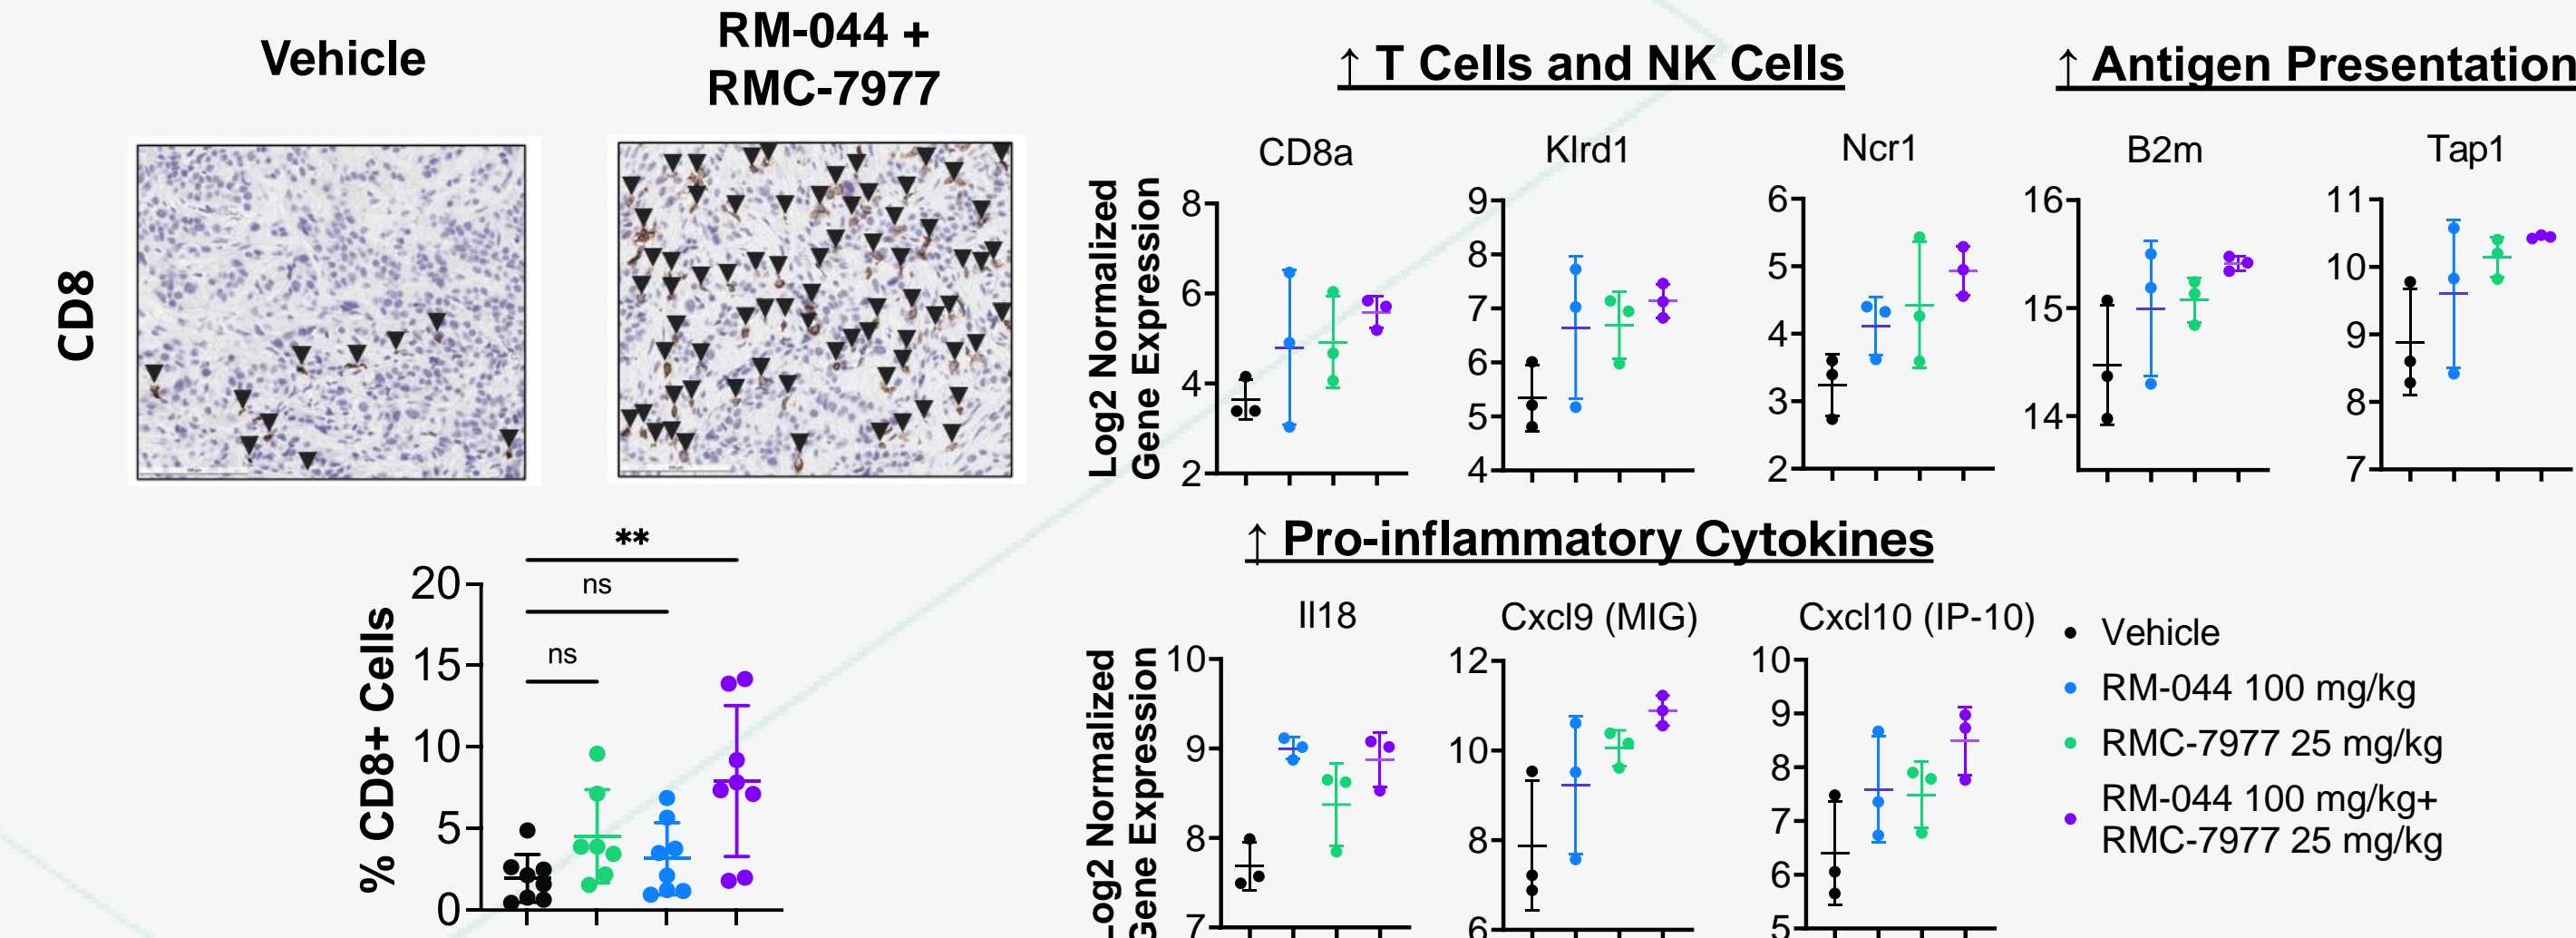 Vehicle
RM-044 +
RMC-7977
CD8
**
ns
ns
% CD8+ Cells
20
15
10
5
0
↑ T Cells and NK Cells
↑ Antigen Presentation
Log2 Normalized
Gene Expression
CD8a
8
6
4
2
Klrd1
9
8
7
6
5
4
Ncr1
6
5
4
3
2
B2m
16
15
14
Tap1
11
10
9
8
7
↑ Pro-inflammatory Cytokines
Log2 Normalized
Gene Expression
Il18
10
9
8
7
Cxcl9 (MIG)
12
10
8
6
Cxcl10 (IP-10)
10
9
8
7
6
5
Vehicle
RM-044 100 mg/kg
RMC-7977 25 mg/kg
RM-044 100 mg/kg+
RMC-7977 25 mg/kg